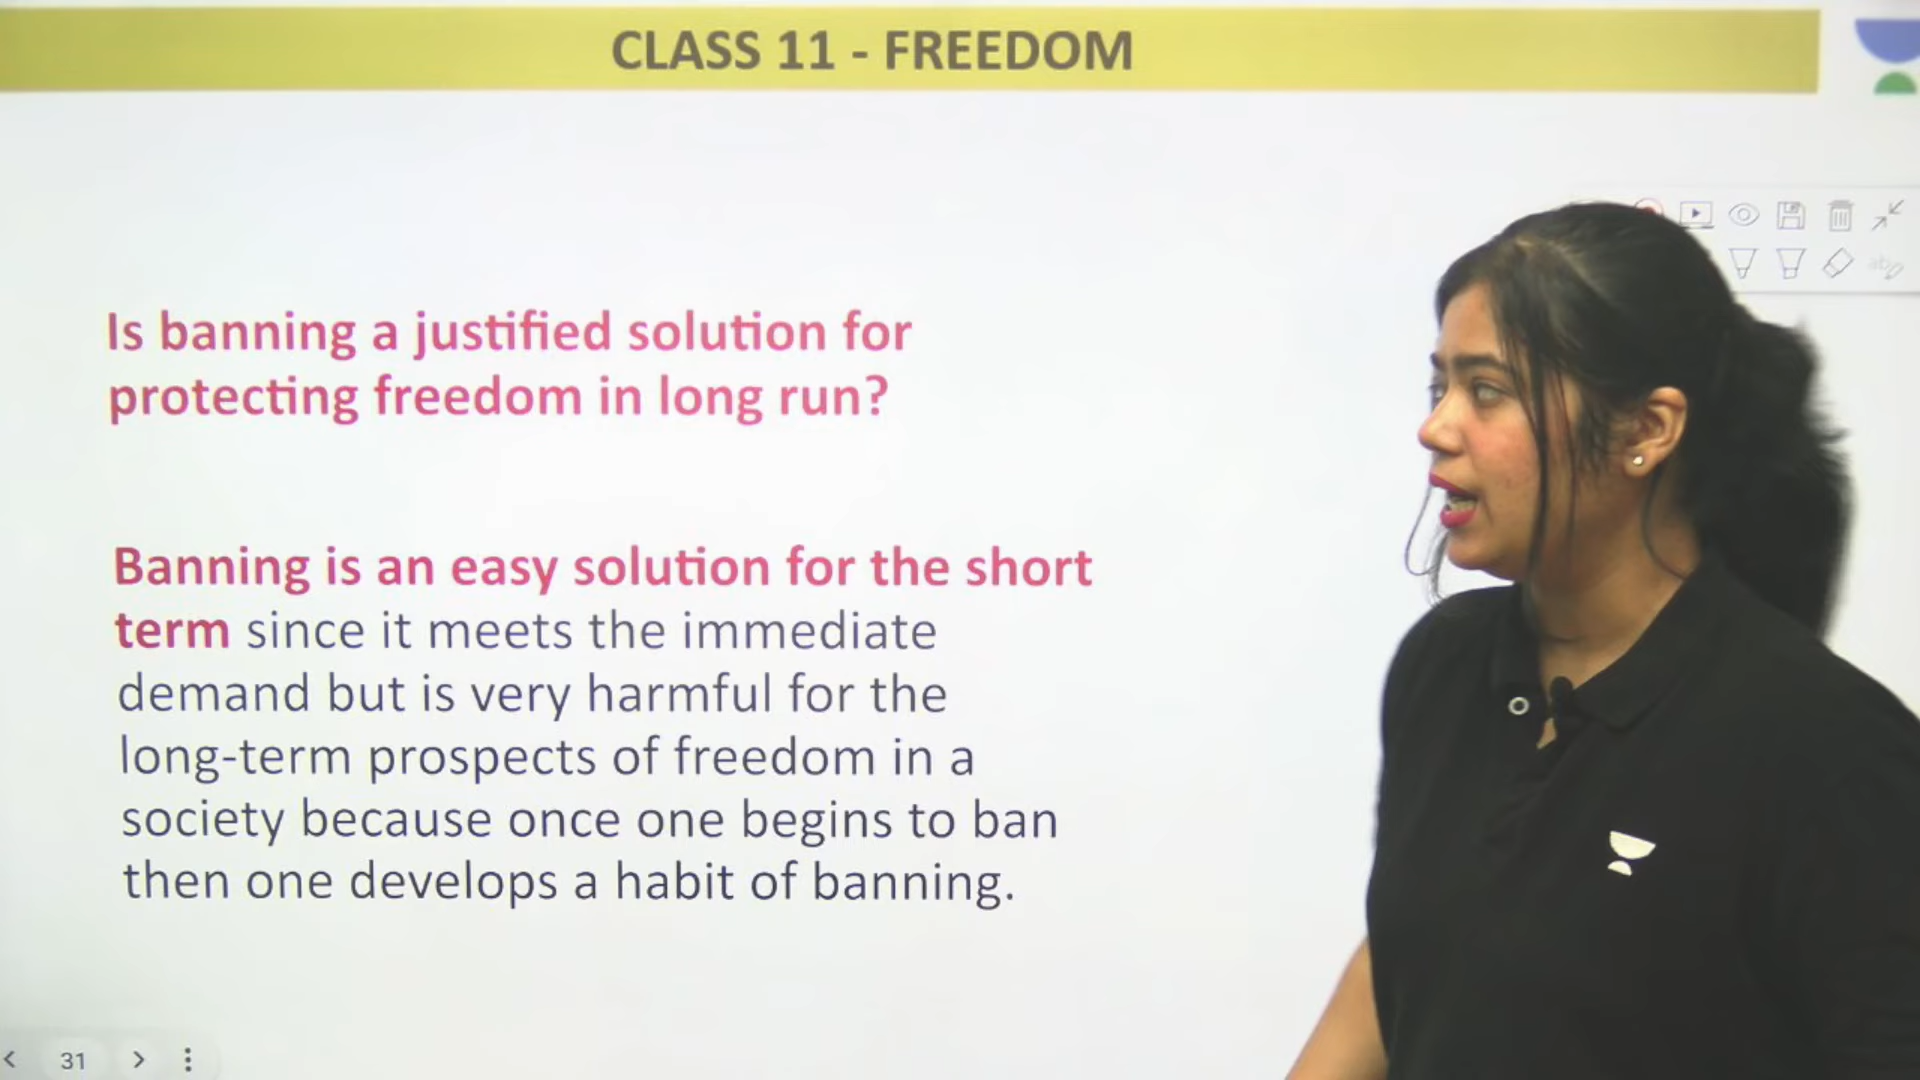 CLASS 11 - FREEDOM
Is banning a justified solution for
protecting freedom in long run?
Banning is an easy solution for the short
term since it meets the immediate
demand but is very harmful for the
long-term prospects of freedom in a
society because once one begins to ban
then one develops a habit of banning.
31